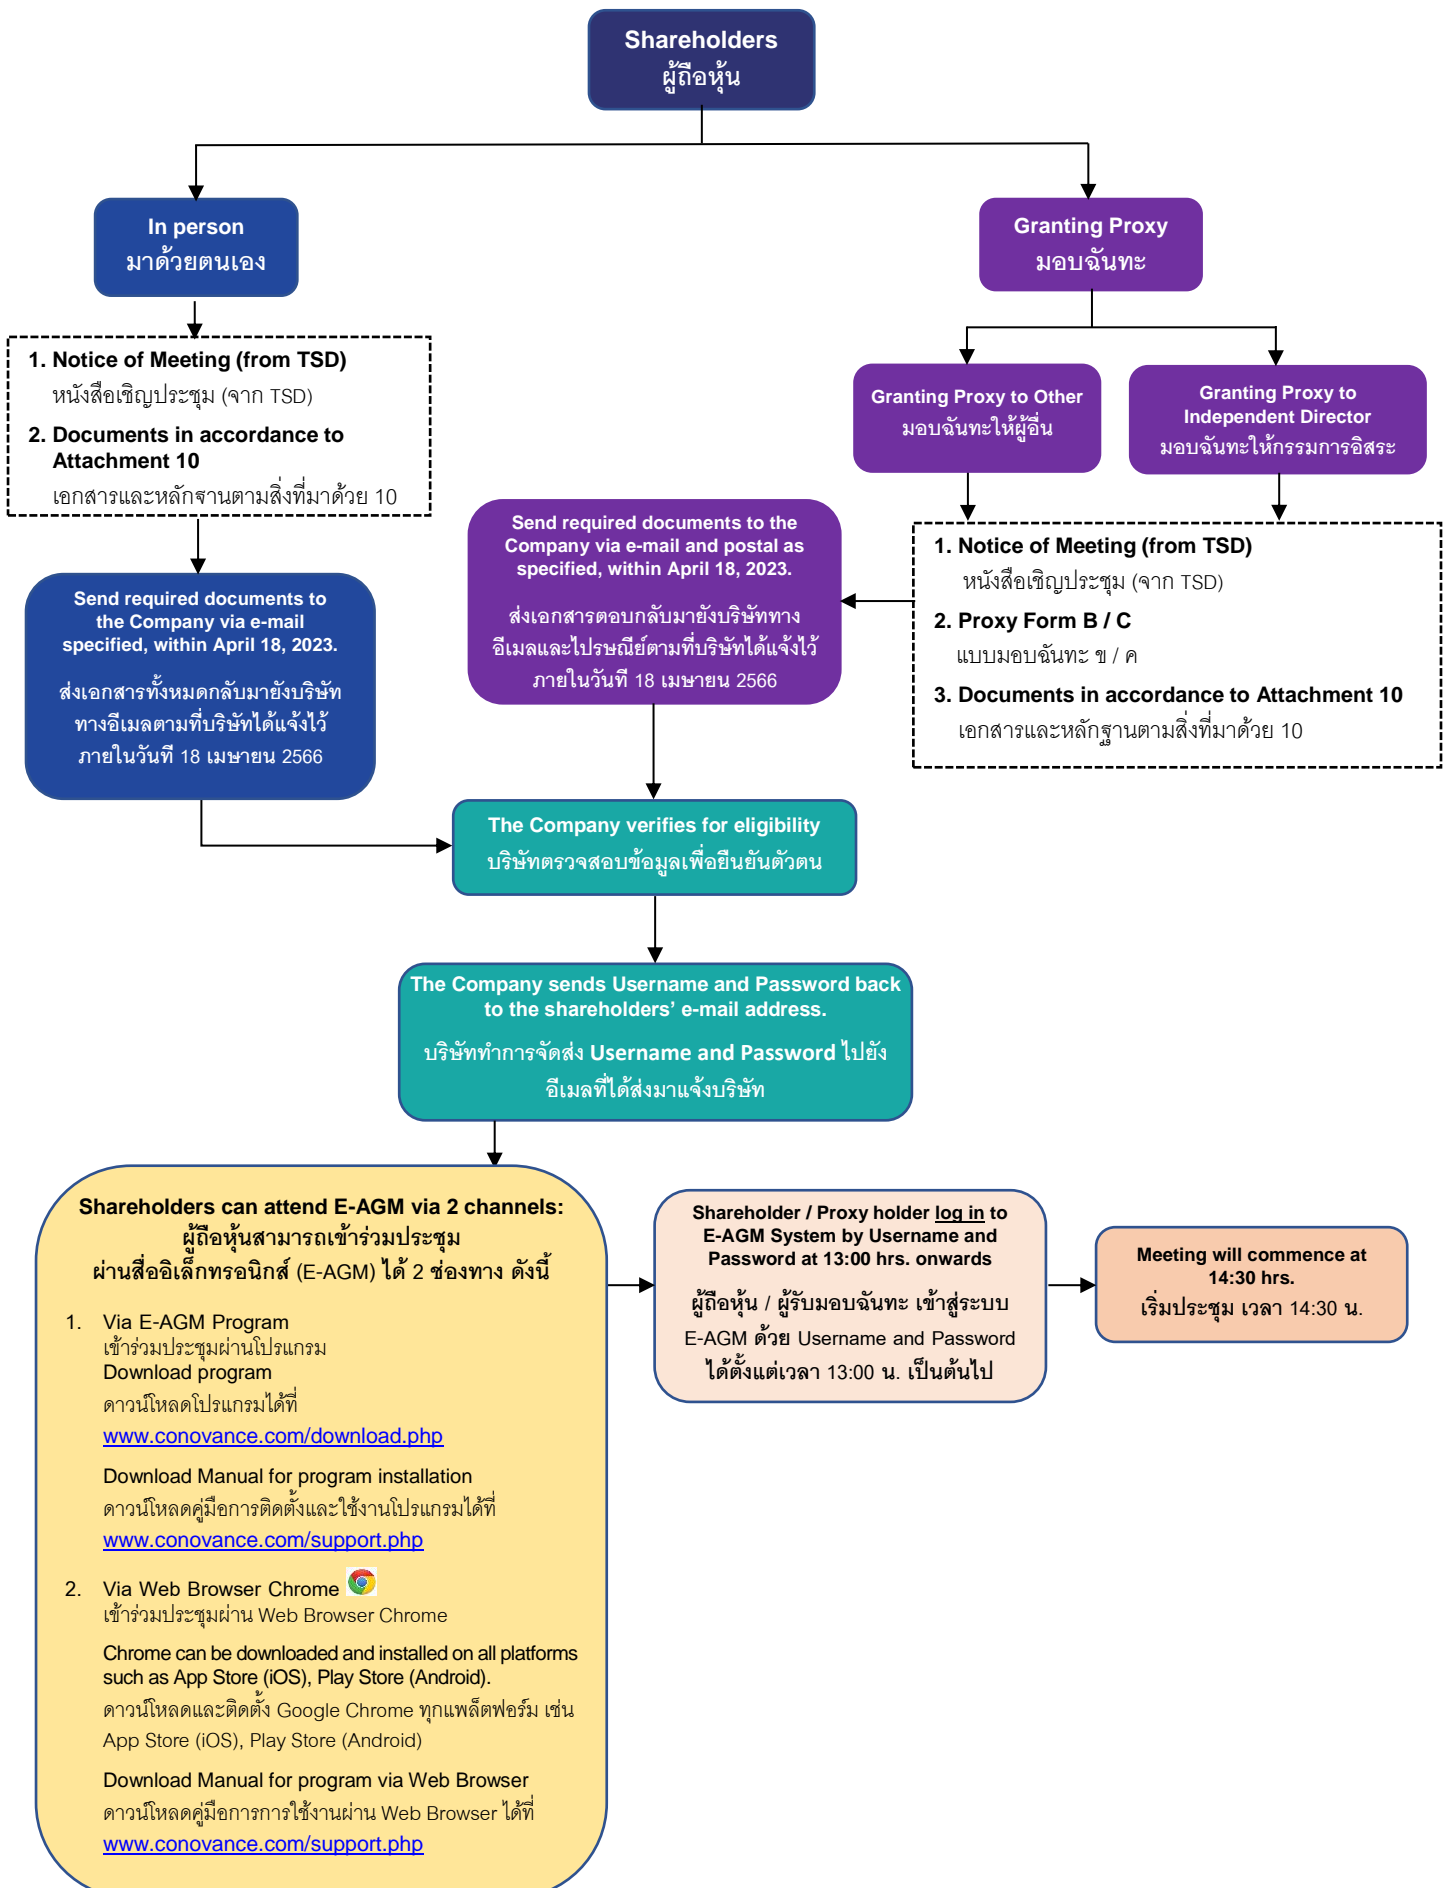 Shareholders
ผู้ถือหุ้น
In person
มาด้วยตนเอง
Granting Proxy
มอบฉันทะ
1. Notice of Meeting (from TSD)
หนังสือเชิญประชุม (จาก TSD)
2. Documents in accordance to
Attachment 10
เอกสารและหลักฐานตามสิ่งที่มาด้วย 10
Granting Proxy to Other
มอบฉันทะให้ผู้อื่น
Granting Proxy to
Independent Director
มอบฉันทะให้กรรมการอิสระ
Send required documents to
the Company via e-mail
specified, within April 18, 2023.
ส่งเอกสารทั้งหมดกลับมายังบริษัท
ทางอีเมลตามที่บริษัทได้แจ้งไว้
ภายในวันที่ 18 เมษายน 2566
Send required documents to the
Company via e-mail and postal as
specified, within April 18, 2023.
ส่งเอกสารตอบกลับมายังบริษัททาง
อีเมลและไปรษณีย์ตามที่บริษัทได้แจ้งไว้
ภายในวันที่ 18 เมษายน 2566
1. Notice of Meeting (from TSD)
หนังสือเชิญประชุม (จาก TSD)
2. Proxy Form B / C
แบบมอบฉันทะ ข / ค
3. Documents in accordance to Attachment 10
เอกสารและหลักฐานตามสิ่งที่มาด้วย 10
The Company verifies for eligibility
บริษัทตรวจสอบข้อมูลเพื่อยืนยันตัวตน
The Company sends Username and Password back
to the shareholders’ e-mail address.
บริษัททำการจัดส่ง Username and Password ไปยัง
อีเมลที่ได้ส่งมาแจ้งบริษัท
Shareholders can attend E-AGM via 2 channels:
ผู้ถือหุ้นสามารถเข้าร่วมประชุม
ผ่านสื่ออิเล็กทรอนิกส์ (E-AGM) ได้ 2 ช่องทาง ดังนี้
1. Via E-AGM Program
เข้าร่วมประชุมผ่านโปรแกรม
Download program
ดาวน์โหลดโปรแกรมได้ที่
www.conovance.com/download.php
Download Manual for program installation
ดาวน์โหลดคู่มือการติดตั้งและใช้งานโปรแกรมได้ที่
www.conovance.com/support.php
2. Via Web Browser Chrome
เข้าร่วมประชุมผ่าน Web Browser Chrome
Chrome can be downloaded and installed on all platforms
such as App Store (iOS), Play Store (Android).
ดาวน์โหลดและติดตั้ง Google Chrome ทุกแพล็ตฟอร์ม เช่น
App Store (iOS), Play Store (Android)
Download Manual for program via Web Browser
ดาวน์โหลดคู่มือการการใช้งานผ่าน Web Browser ได้ที่
www.conovance.com/support.php
Shareholder / Proxy holder log in to
E-AGM System by Username and
Password at 13:00 hrs. onwards
ผู้ถือหุ้น / ผู้รับมอบฉันทะ เข้าสู่ระบบ
E-AGM ด้วย Username and Password
ได้ตั้งแต่เวลา 13:00 น. เป็นต้นไป
Meeting will commence at
14:30 hrs.
เริ่มประชุม เวลา 14:30 น.